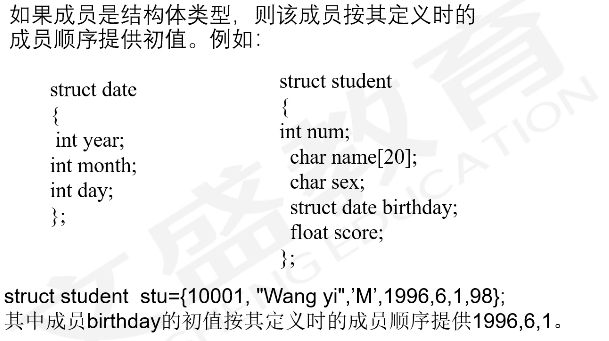 如果成员是结构体类型，则该成员按其定义时的
成员顺序提供初值。例如：
struct date
{
int year;
int month;
int day;
};
struct student
{
int num;
char name[20];
char sex;
struct date birthday;
float score;
};
struct student stu={10001, "Wang yi",’M’,1996,6,1,98};
其中成员birthday的初值按其定义时的成员顺序提供1996,6,1。